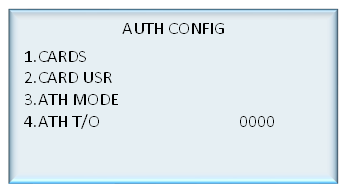 AUTH CONFIG
1.CARDS
2.CARD USR
3.ATH MODE
4.ATH T/O 0000